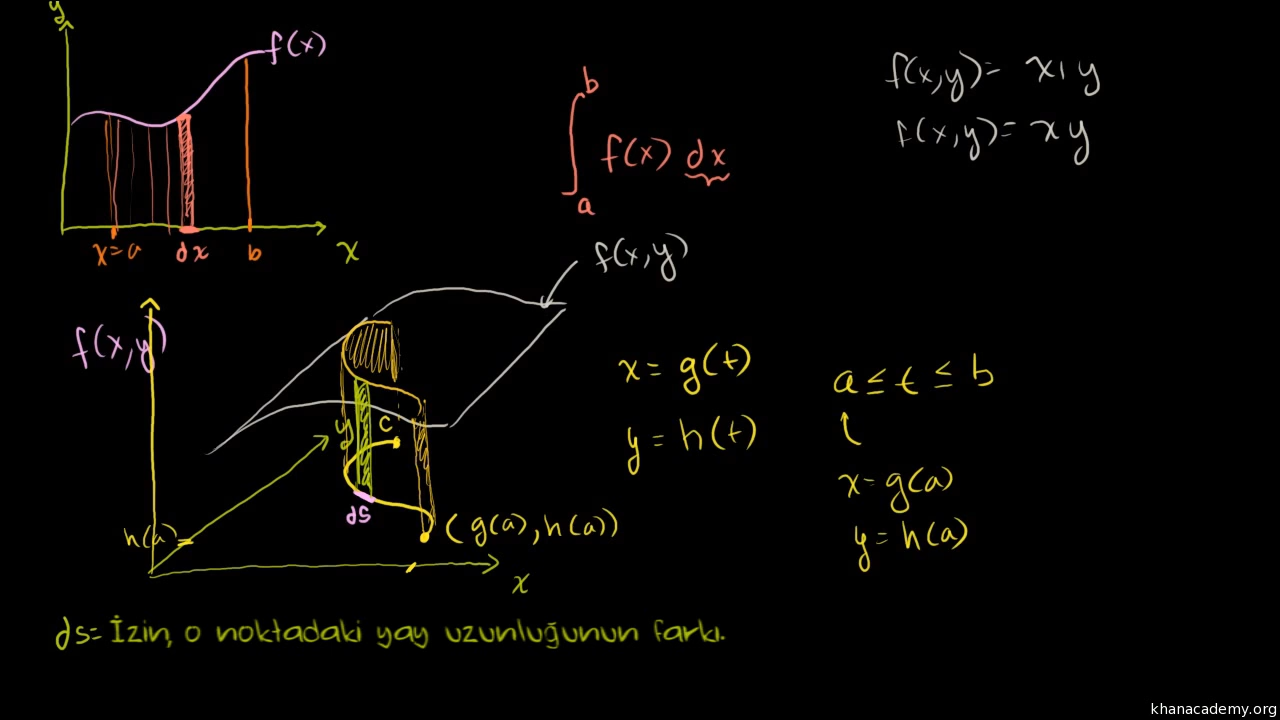 y
f(x)
x=a
dx
b
x
b
∫ f(x) dx
a
f(x,y)= x+y
f(x,y)= xy
f(x,y)
f(x,y)
y
c
ds
h(a)
(g(a), h(a))
x
x= g(t)
y= h(t)
a ≤ t ≤ b
x= g(a)
y= h(a)
ds= İzin, o noktadaki yay uzunluğunun farkı.
khanacademy.org